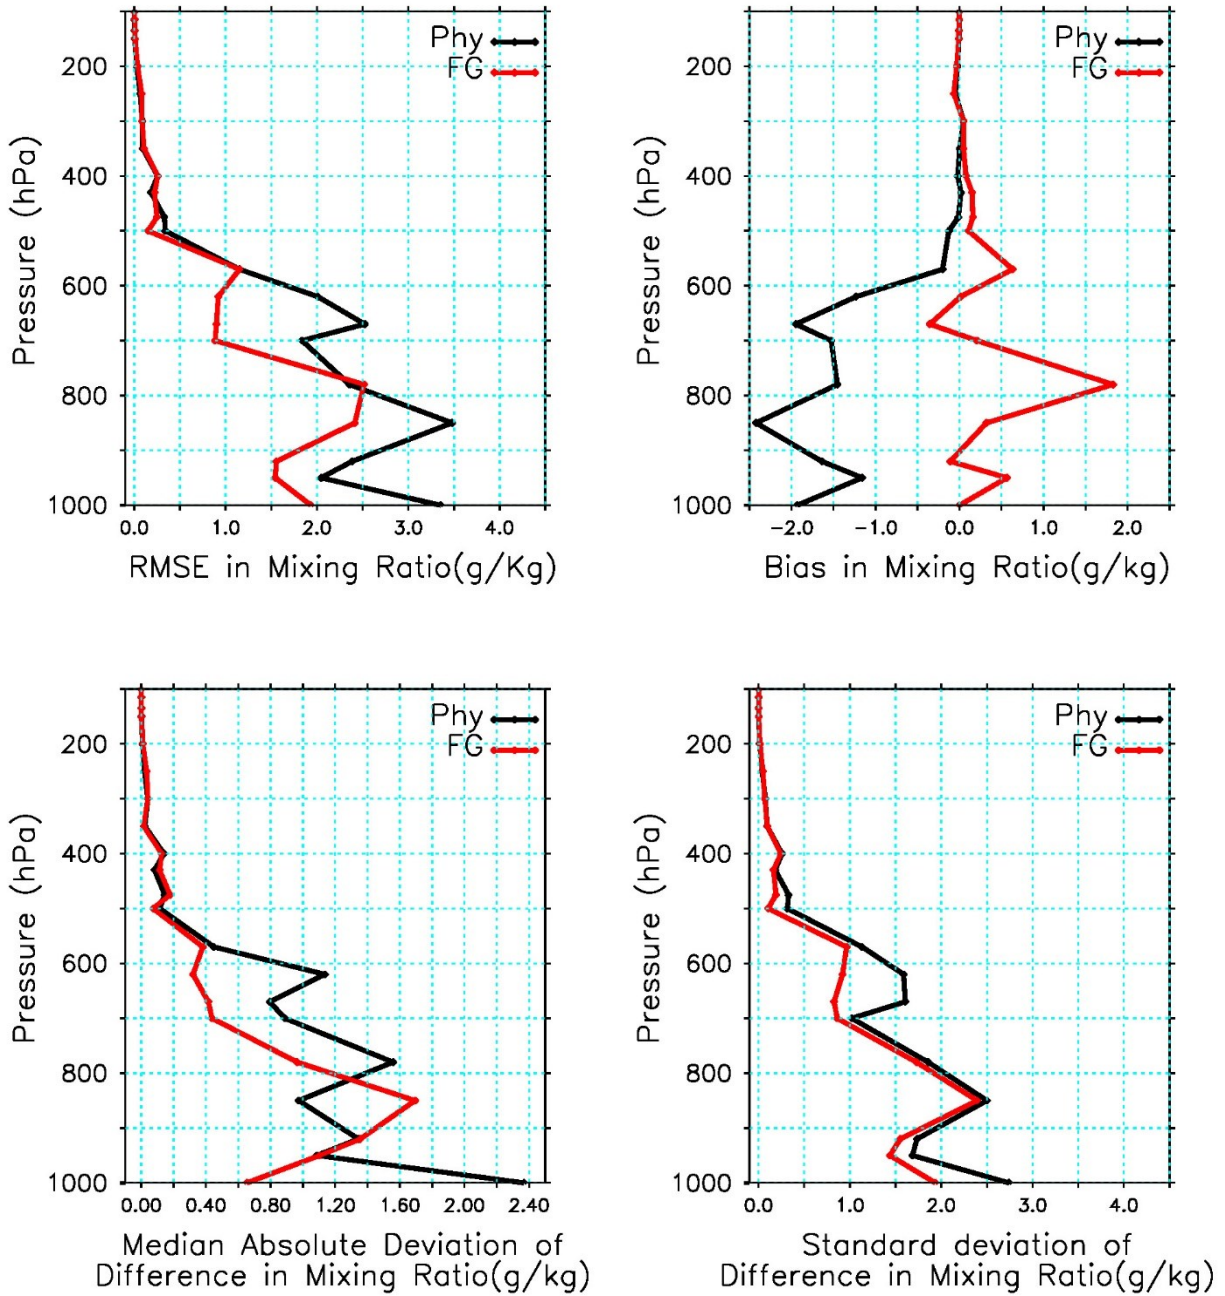 Phy
FG
200
400
600
800
1000
Pressure (hPa)
0.0 1.0 2.0 3.0 4.0
RMSE in Mixing Ratio(g/Kg)
Phy
FG
200
400
600
800
1000
Pressure (hPa)
-2.0 -1.0 0.0 1.0 2.0
Bias in Mixing Ratio(g/kg)
Phy
FG
200
400
600
800
1000
Pressure (hPa)
0.00 0.40 0.80 1.20 1.60 2.00 2.40
Median Absolute Deviation of
Difference in Mixing Ratio(g/kg)
Phy
FG
200
400
600
800
1000
Pressure (hPa)
0.0 1.0 2.0 3.0 4.0
Standard deviation of
Difference in Mixing Ratio(g/kg)